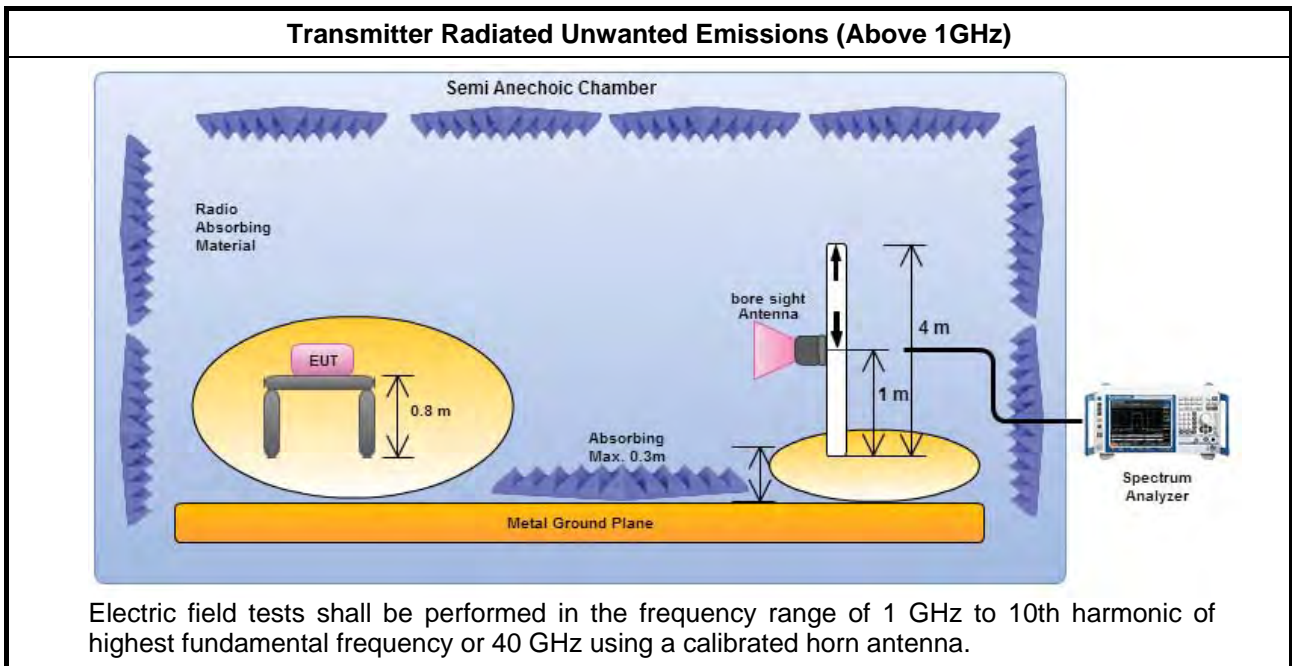 Transmitter Radiated Unwanted Emissions (Above 1GHz)
Semi Anechoic Chamber
Radio
Absorbing
Material
bore sight
Antenna
4 m
EUT
1 m
0.8 m
Absorbing
Max. 0.3m
Spectrum
Analyzer
Metal Ground Plane
Electric field tests shall be performed in the frequency range of 1 GHz to 10th harmonic of
highest fundamental frequency or 40 GHz using a calibrated horn antenna.